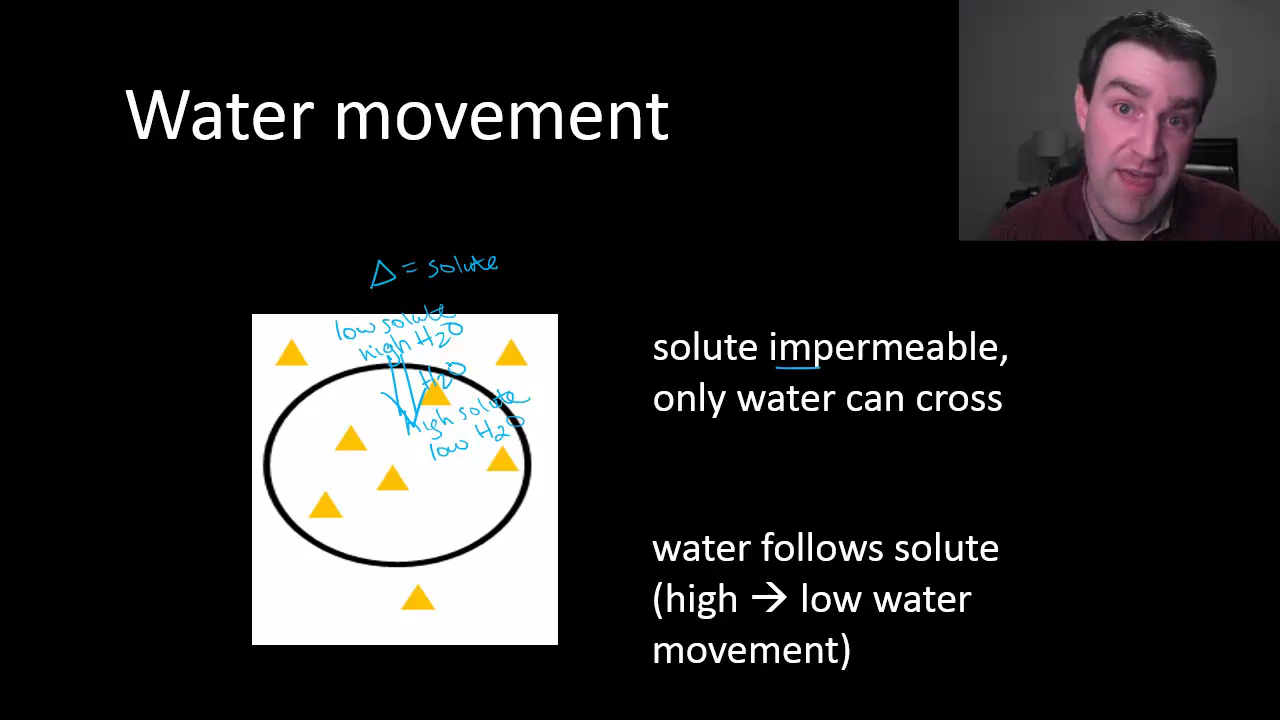 Water movement
Δ = solute
low solute
high H2O
H2O
high solute
low H2O
solute impermeable,
only water can cross
water follows solute
(high → low water
movement)